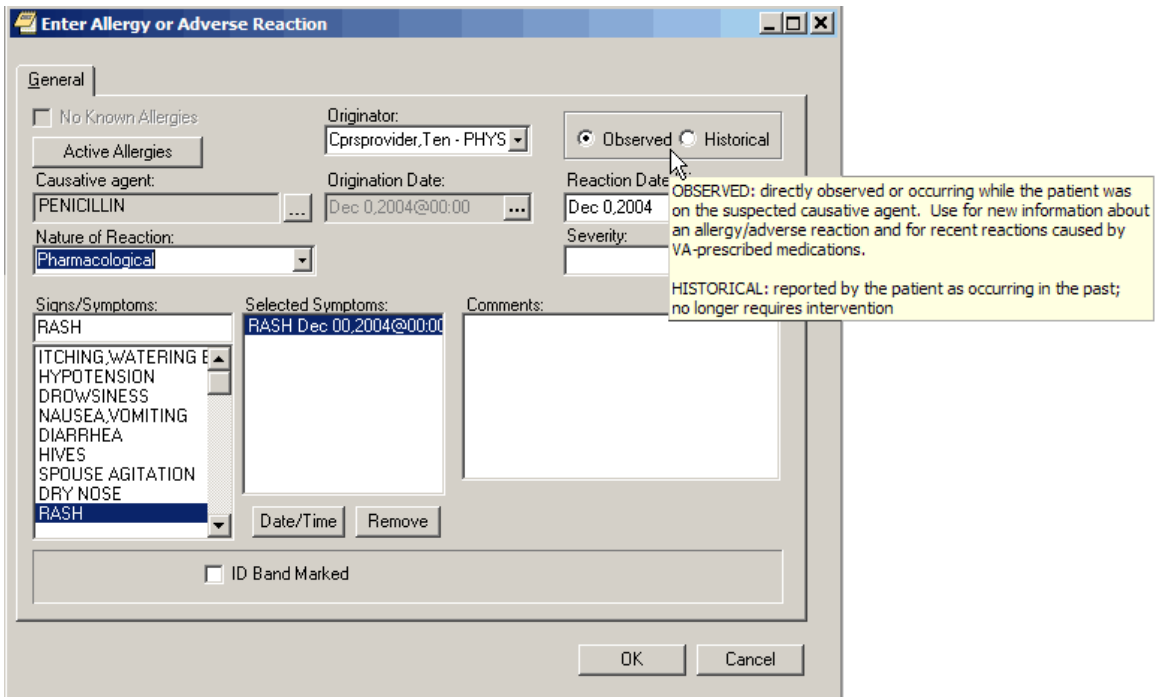 Enter Allergy or Adverse Reaction
General
No Known Allergies
Originator:
Active Allergies
Cprsprovider,Ten - PHYS
Observed
Historical
Causative agent:
Origination Date:
Reaction Date
PENICILLIN
...
Dec 0,2004@00:00
...
Dec 0,2004
OBSERVED: directly observed or occurring while the patient was
on the suspected causative agent.  Use for new information about
an allergy/adverse reaction and for recent reactions caused by
VA-prescribed medications.
HISTORICAL: reported by the patient as occurring in the past;
no longer requires intervention
Nature of Reaction:
Severity:
Pharmacological
Signs/Symptoms:
Selected Symptoms:
Comments:
RASH
RASH Dec 00,2004@00:00
ITCHING,WATERING E
HYPOTENSION
DROWSINESS
NAUSEA,VOMITING
DIARRHEA
HIVES
SPOUSE AGITATION
DRY NOSE
RASH
Date/Time
Remove
ID Band Marked
OK
Cancel